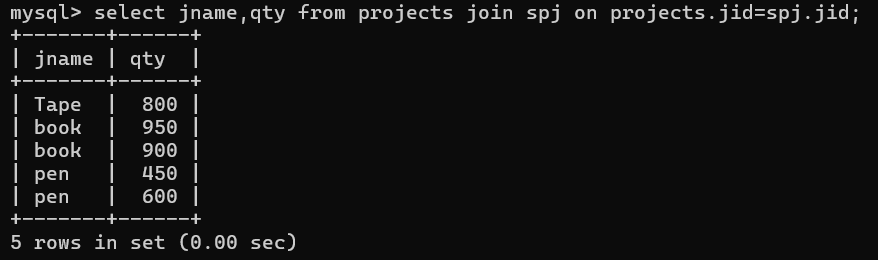 mysql> select jname,qty from projects join spj on projects.jid=spj.jid;
+-------+------+
| jname | qty  |
+-------+------+
| Tape  |  800 |
| book  |  950 |
| book  |  900 |
| pen   |  450 |
| pen   |  600 |
+-------+------+
5 rows in set (0.00 sec)